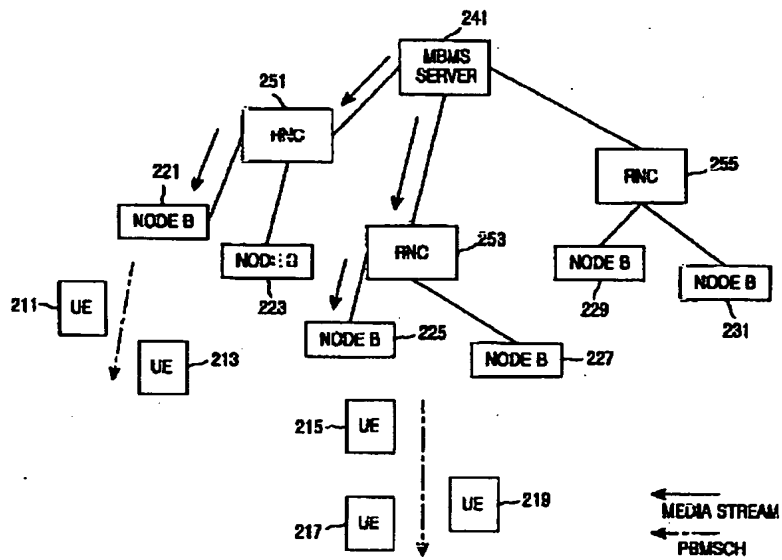 241
MBMS
SERVER
251
RNC
221
NODE B
RNC
255
253
RNC
NODE B
223
NODE B
229
NODE B
231
211
UE
UE
213
NODE B
225
NODE B
227
215
UE
217
UE
UE
219
MEDIA STREAM
PBMSCH